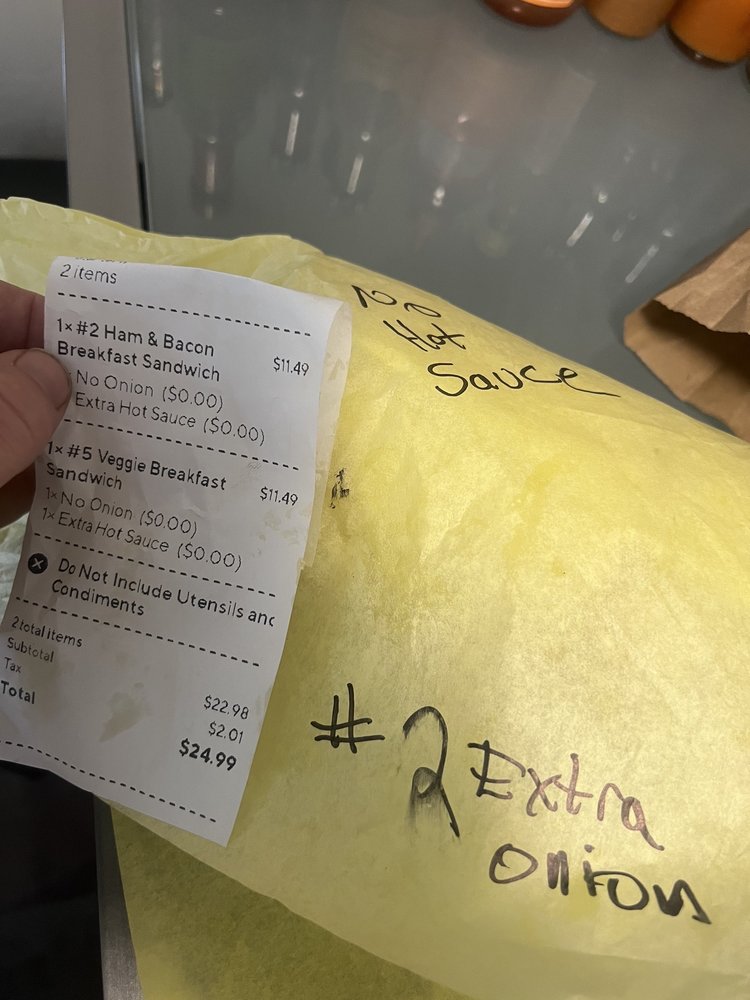 2 items
1× #2 Ham & Bacon
Breakfast Sandwich
$11.49
No Onion ($0.00)
Extra Hot Sauce ($0.00)
1× #5 Veggie Breakfast
Sandwich
$11.49
1× No Onion ($0.00)
1× Extra Hot Sauce ($0.00)
Do Not Include Utensils and
Condiments
2 total items
Subtotal
$22.98
Tax
$2.01
Total
$24.99
No
Hot
Sauce
#2 Extra
onion